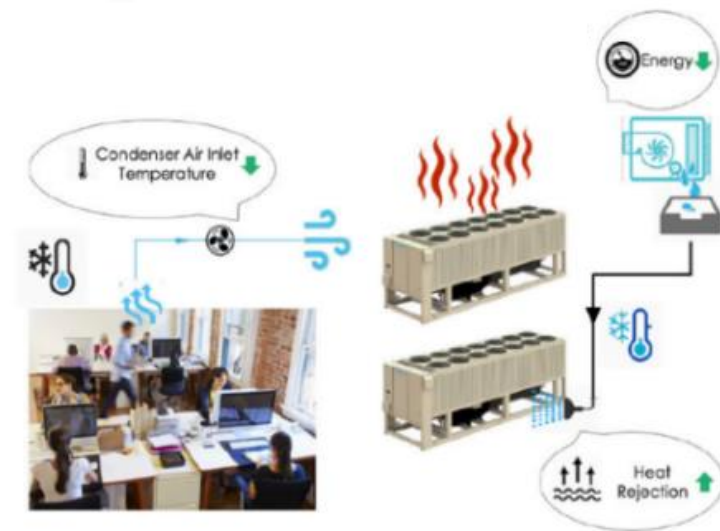 Energy
Condenser Air Inlet
Temperature
Heat
Rejection